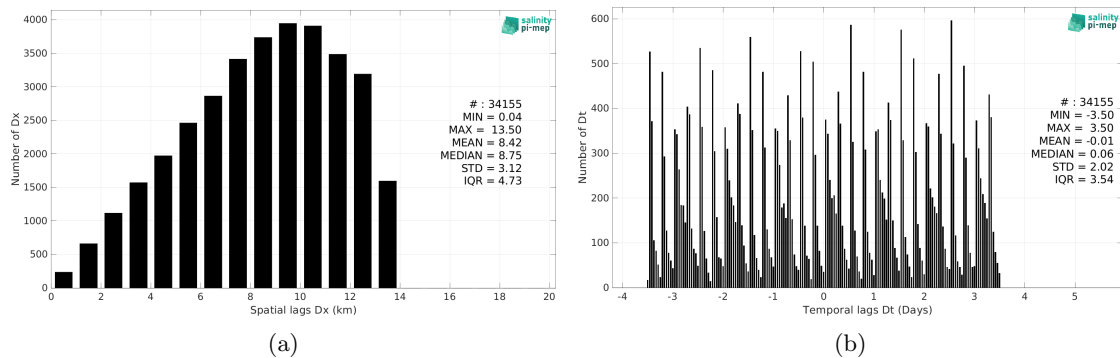 4000
3500
3000
2500
2000
1500
1000
500
0
Number of Dx
salinity
pi-mep
# : 34155
MIN = 0.04
MAX = 13.50
MEAN = 8.42
MEDIAN = 8.75
STD = 3.12
IQR = 4.73
0 2 4 6 8 10 12 14 16 18 20
Spatial lags Dx (km)
(a)
600
500
400
300
200
100
0
Number of Dt
salinity
pi-mep
# : 34155
MIN = -3.50
MAX = 3.50
MEAN = -0.01
MEDIAN = 0.06
STD = 2.02
IQR = 3.54
-4 -3 -2 -1 0 1 2 3 4 5
Temporal lags Dt (Days)
(b)